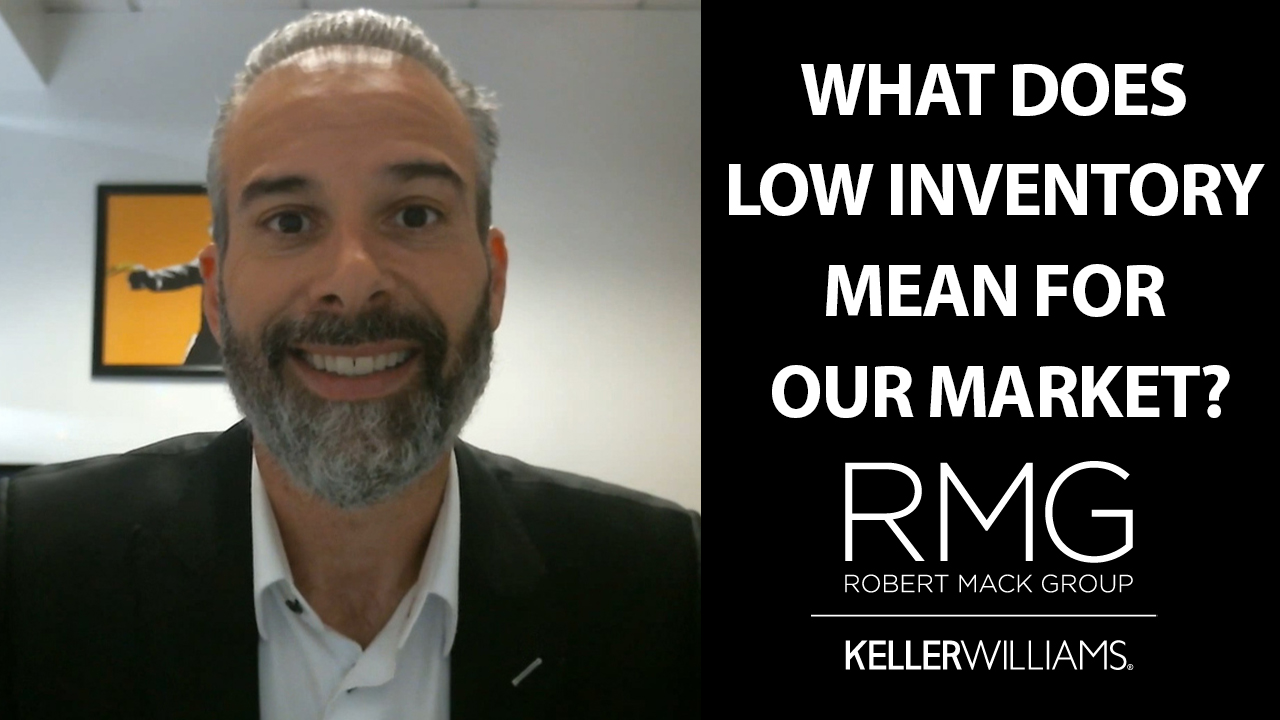 WHAT DOES
LOW INVENTORY
MEAN FOR
OUR MARKET?
RMG
ROBERT MACK GROUP
KELLERWILLIAMS®